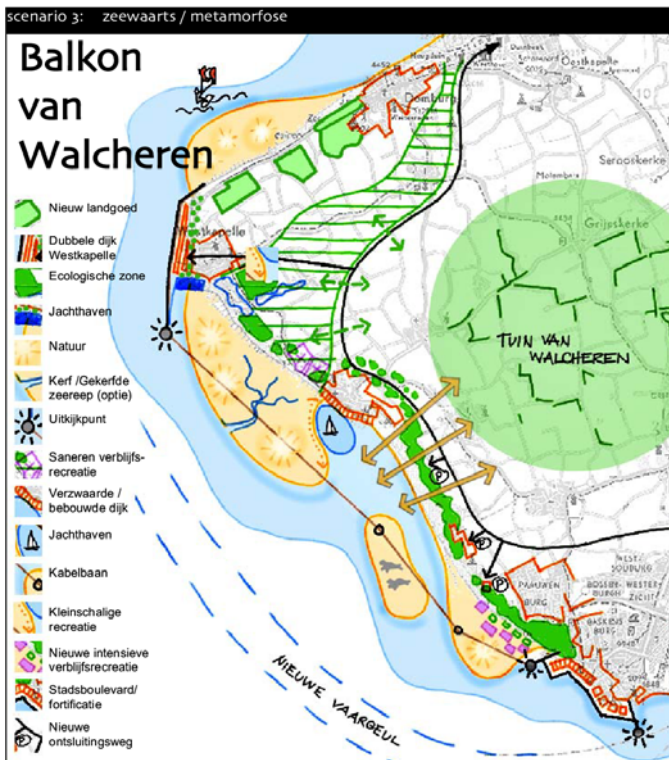 scenario 3: zeewaarts / metamorfose
Balkon
van
Walcheren
Nieuw landgoed
Dubbele dijk
Westkapelle
Ecologische zone
Jachthaven
Natuur
Kerf /Gekerfde
zeereep (optie)
Uitkijkpunt
Saneren verblijfs-
recreatie
Verzwaarde /
bebouwde dijk
Jachthaven
Kabelbaan
Kleinschalige
recreatie
Nieuwe intensieve
verblijfsrecreatie
Stadsboulevard/
fortificatie
Nieuwe
ontsluitingsweg
Oostkapelle
Domburg
Serooskerke
Grijpskerke
TUIN VAN
WALCHEREN
P
P
P
NIEUWE VAARGEUL